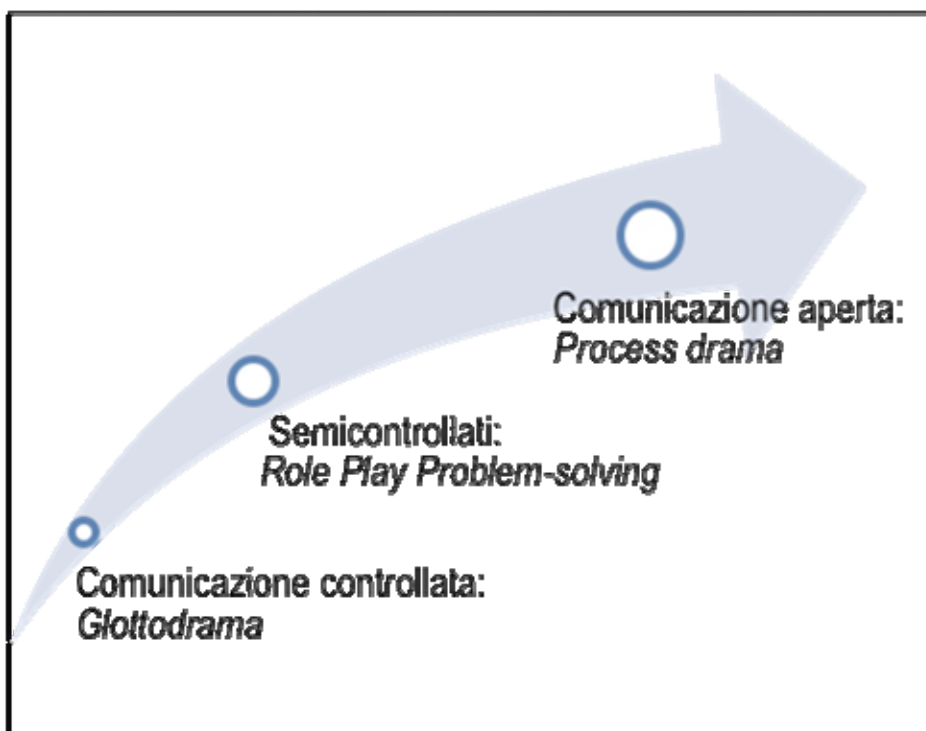 Comunicazione aperta:
Process drama
Semicontrollati:
Role Play Problem-solving
Comunicazione controllata:
Glottodrama